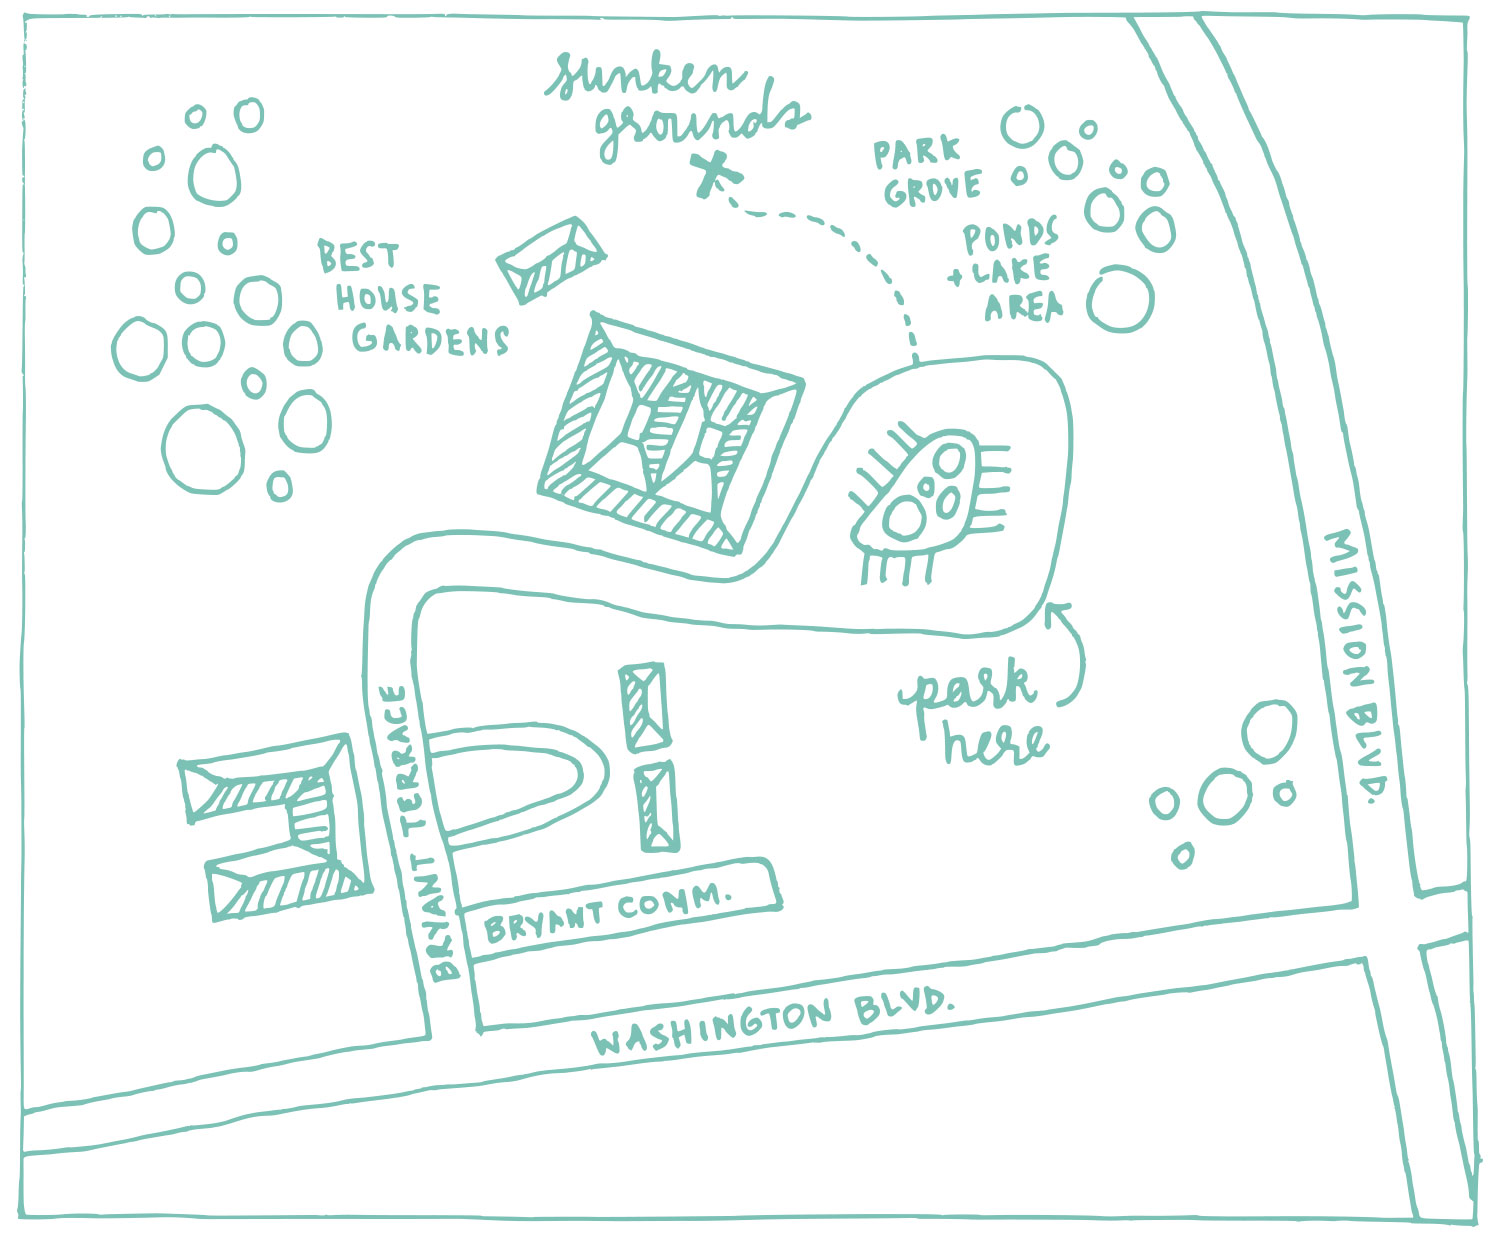 sunken
grounds
PARK
GROVE
PONDS
+ LAKE
AREA
BEST
HOUSE
GARDENS
MISSION BLVD.
park
here
BRYANT TERRACE
BRYANT COMM.
WASHINGTON BLVD.